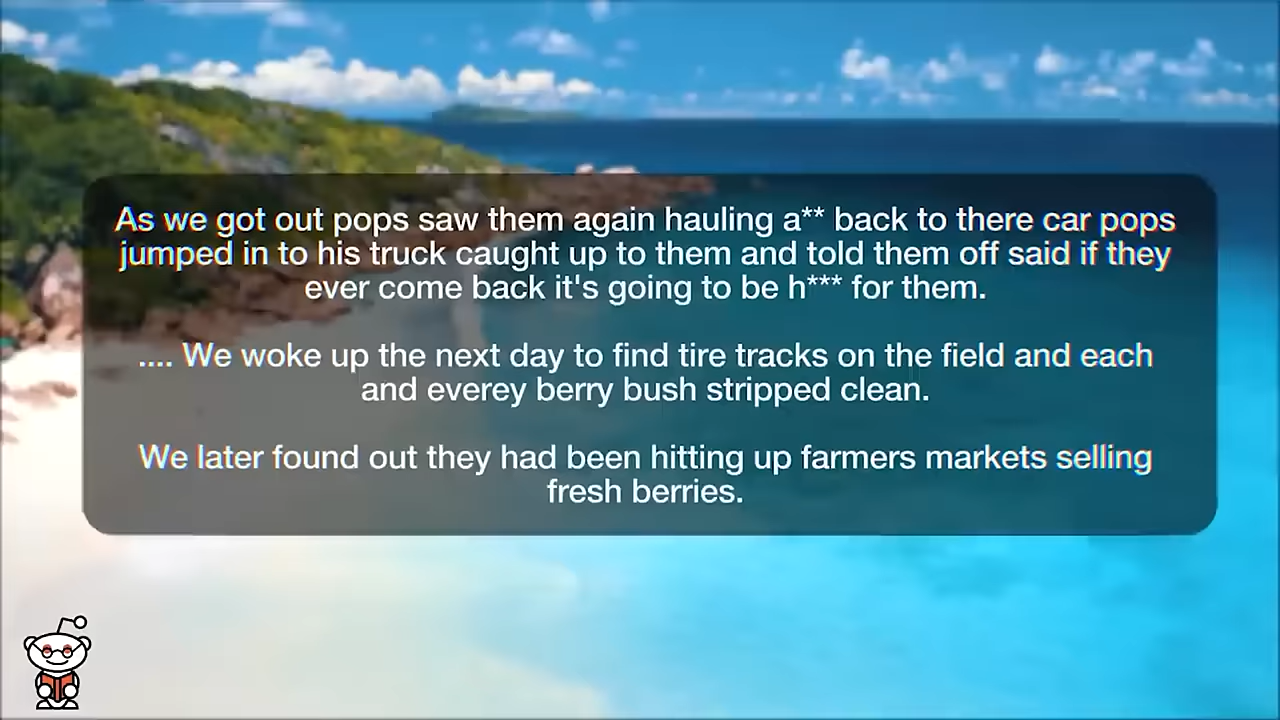 As we got out pops saw them again hauling a** back to there car pops
jumped in to his truck caught up to them and told them off said if they
ever come back it's going to be h*** for them.
.... We woke up the next day to find tire tracks on the field and each
and everey berry bush stripped clean.
We later found out they had been hitting up farmers markets selling
fresh berries.